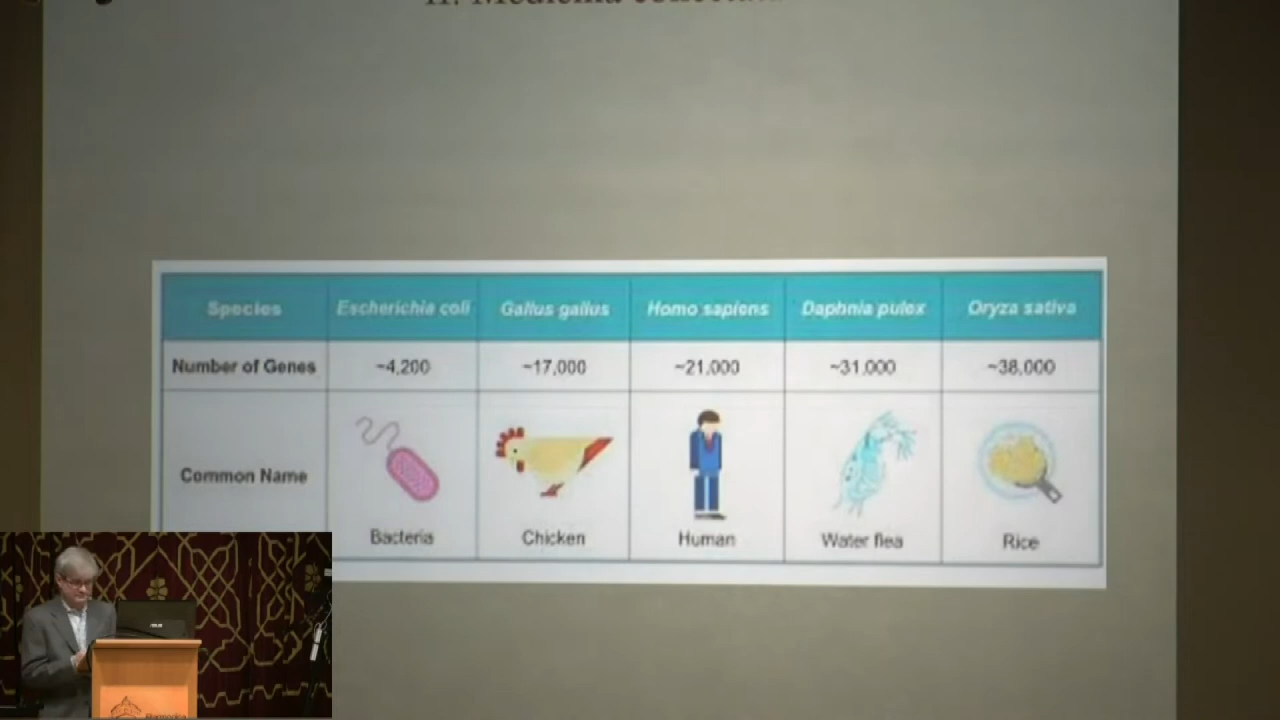 Species Escherichia coli Gallus gallus Homo sapiens Daphnia pulex Oryza sativa
Number of Genes ~4,200 ~17,000 ~21,000 ~31,000 ~38,000
Common Name
Bacteria Chicken Human Water flea Rice
ASUS